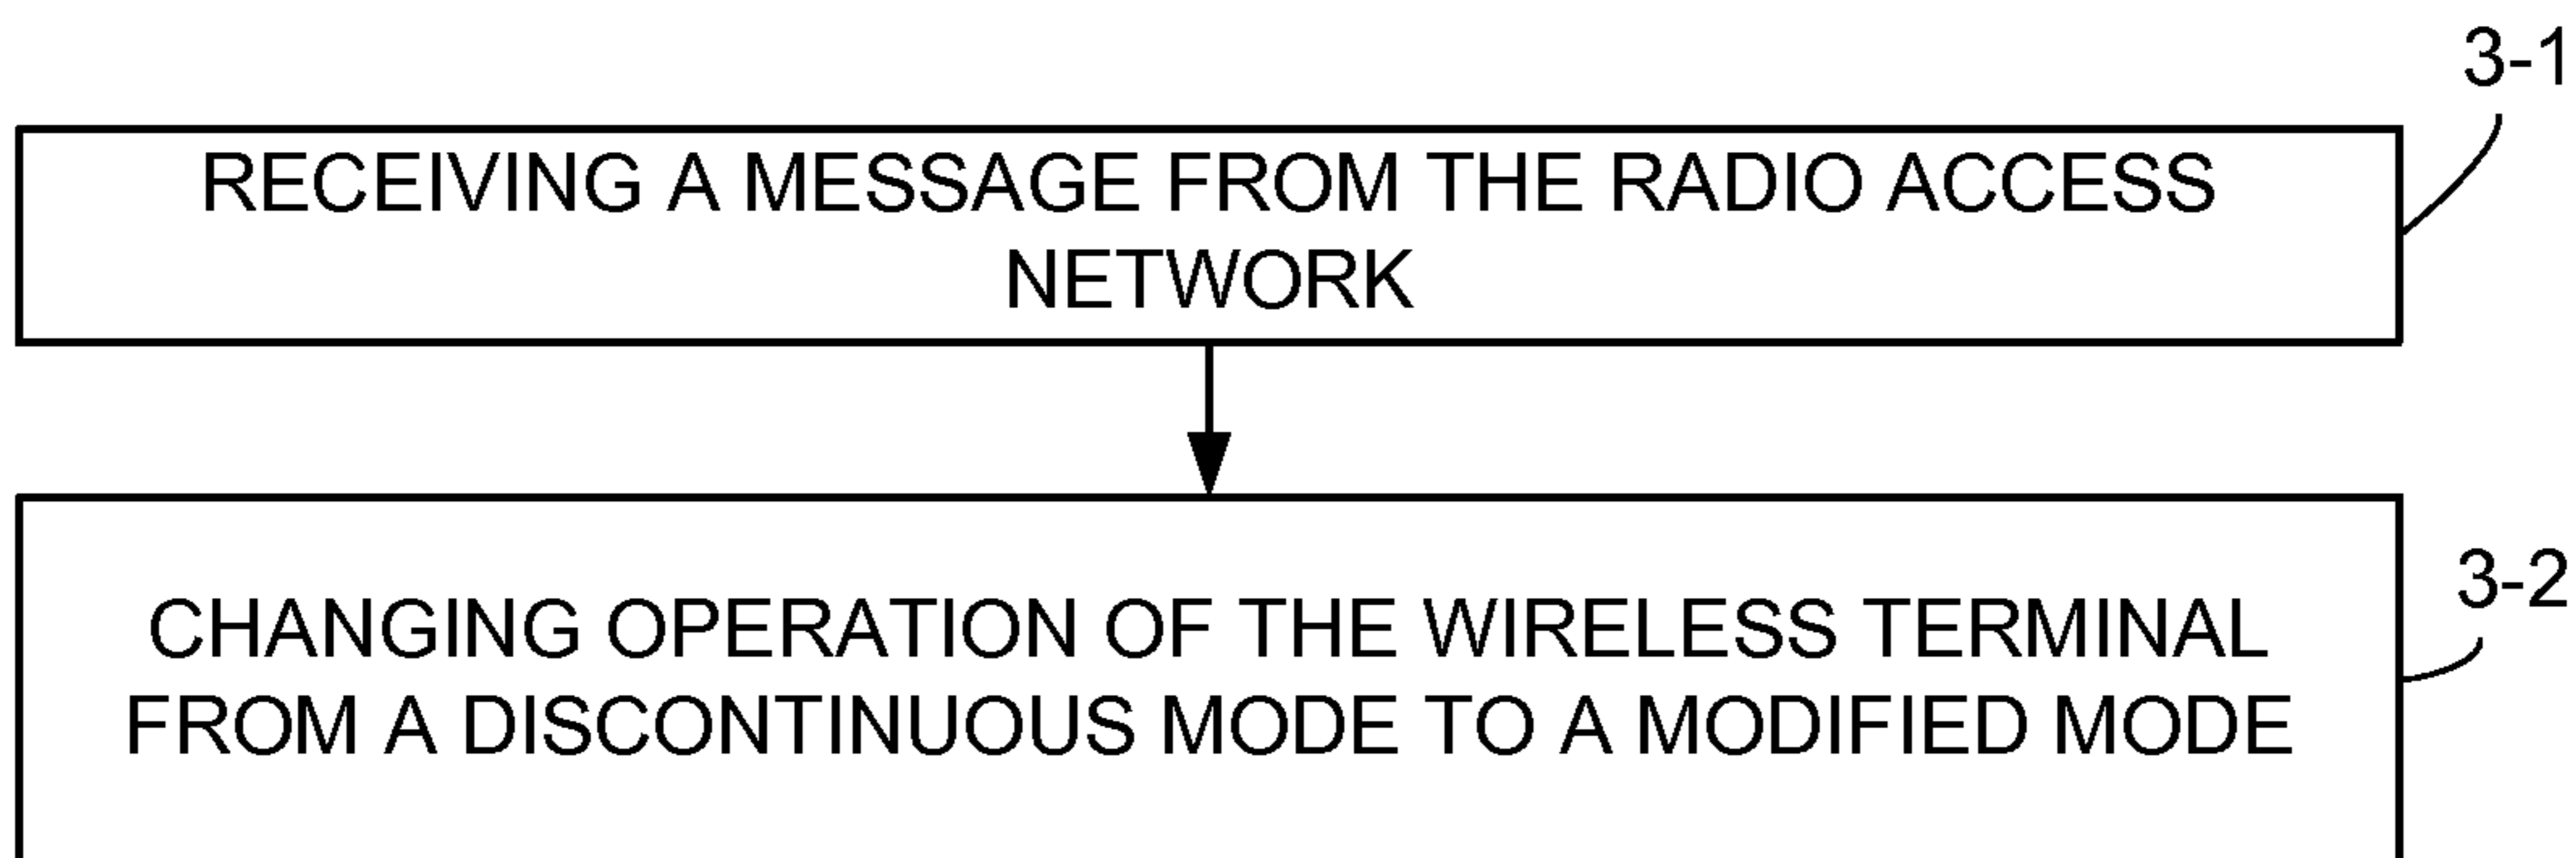 3-1
RECEIVING A MESSAGE FROM THE RADIO ACCESS
NETWORK
CHANGING OPERATION OF THE WIRELESS TERMINAL
FROM A DISCONTINUOUS MODE TO A MODIFIED MODE
3-2